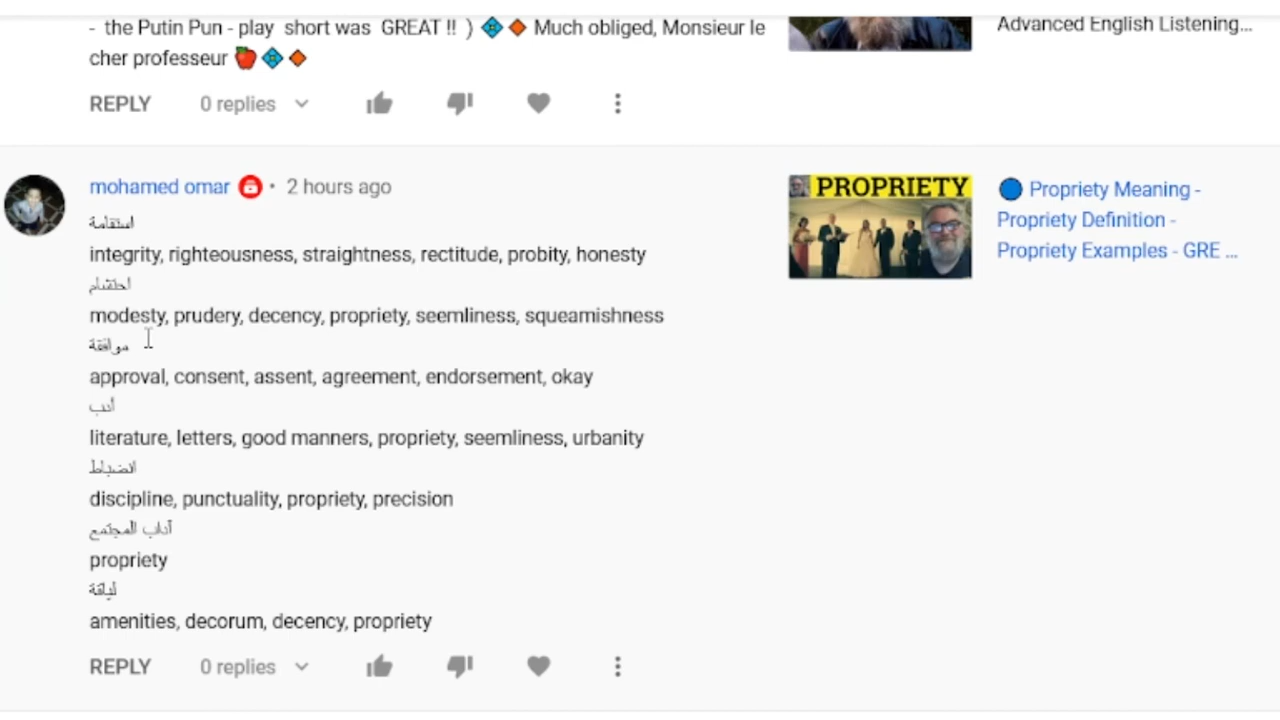 - the Putin Pun - play short was GREAT !! ) 💠🔶 Much obliged, Monsieur le
cher professeur 🍎💠🔶
Advanced English Listening...
REPLY 0 replies
mohamed omar • 2 hours ago
استقامة
integrity, righteousness, straightness, rectitude, probity, honesty
احتشام
modesty, prudery, decency, propriety, seemliness, squeamishness
موافقة
approval, consent, assent, agreement, endorsement, okay
أدب
literature, letters, good manners, propriety, seemliness, urbanity
انضباط
discipline, punctuality, propriety, precision
آداب المجتمع
propriety
لياقة
amenities, decorum, decency, propriety
REPLY 0 replies
PROPRIETY
🔵 Propriety Meaning -
Propriety Definition -
Propriety Examples - GRE ...